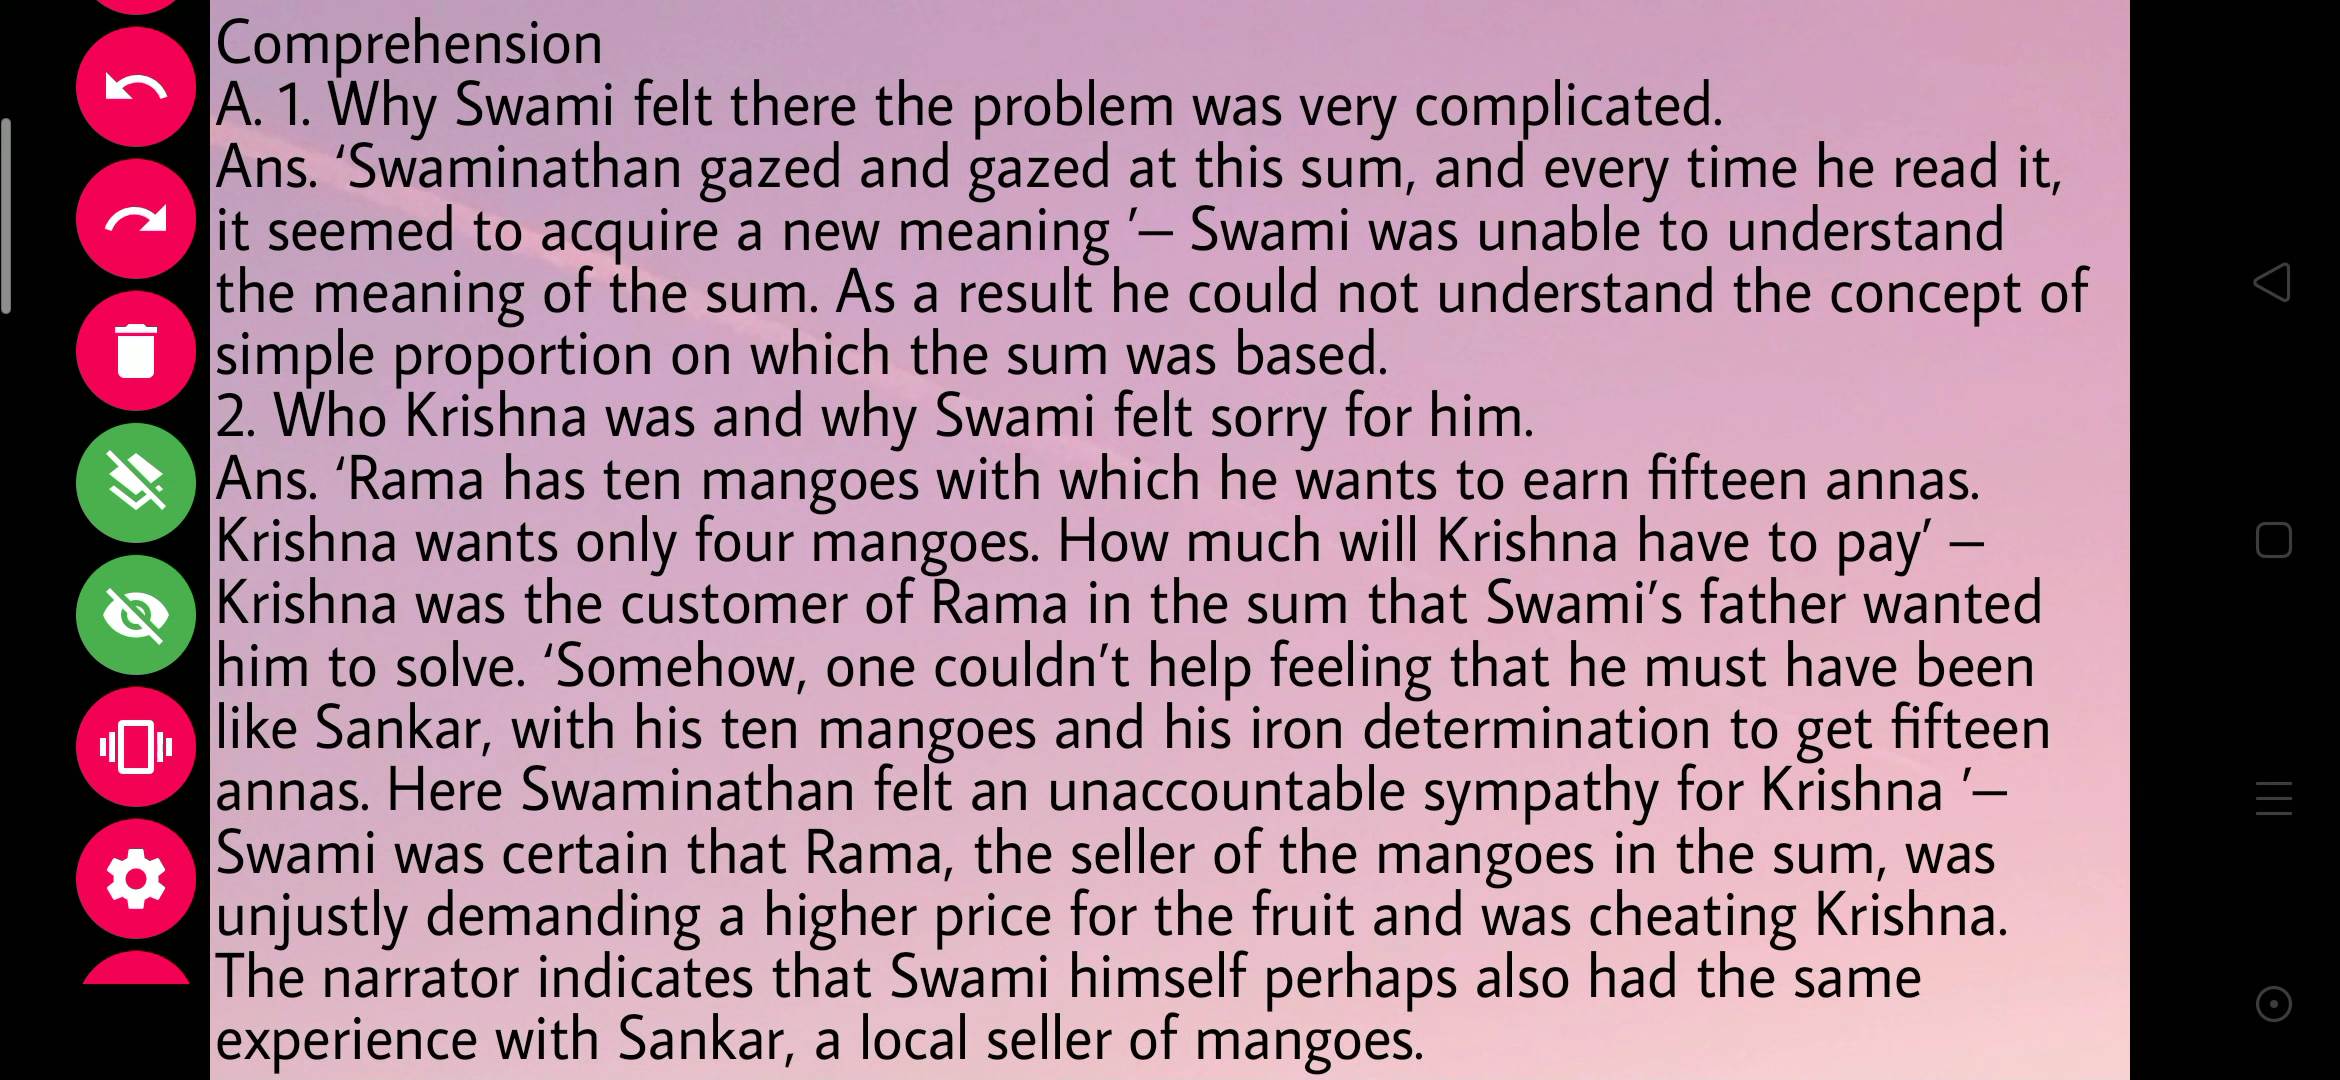 Comprehension
A. 1. Why Swami felt there the problem was very complicated.
Ans. ‘Swaminathan gazed and gazed at this sum, and every time he read it,
it seemed to acquire a new meaning ’– Swami was unable to understand
the meaning of the sum. As a result he could not understand the concept of
simple proportion on which the sum was based.
2. Who Krishna was and why Swami felt sorry for him.
Ans. ‘Rama has ten mangoes with which he wants to earn fifteen annas.
Krishna wants only four mangoes. How much will Krishna have to pay’ –
Krishna was the customer of Rama in the sum that Swami’s father wanted
him to solve. ‘Somehow, one couldn’t help feeling that he must have been
like Sankar, with his ten mangoes and his iron determination to get fifteen
annas. Here Swaminathan felt an unaccountable sympathy for Krishna ’–
Swami was certain that Rama, the seller of the mangoes in the sum, was
unjustly demanding a higher price for the fruit and was cheating Krishna.
The narrator indicates that Swami himself perhaps also had the same
experience with Sankar, a local seller of mangoes.